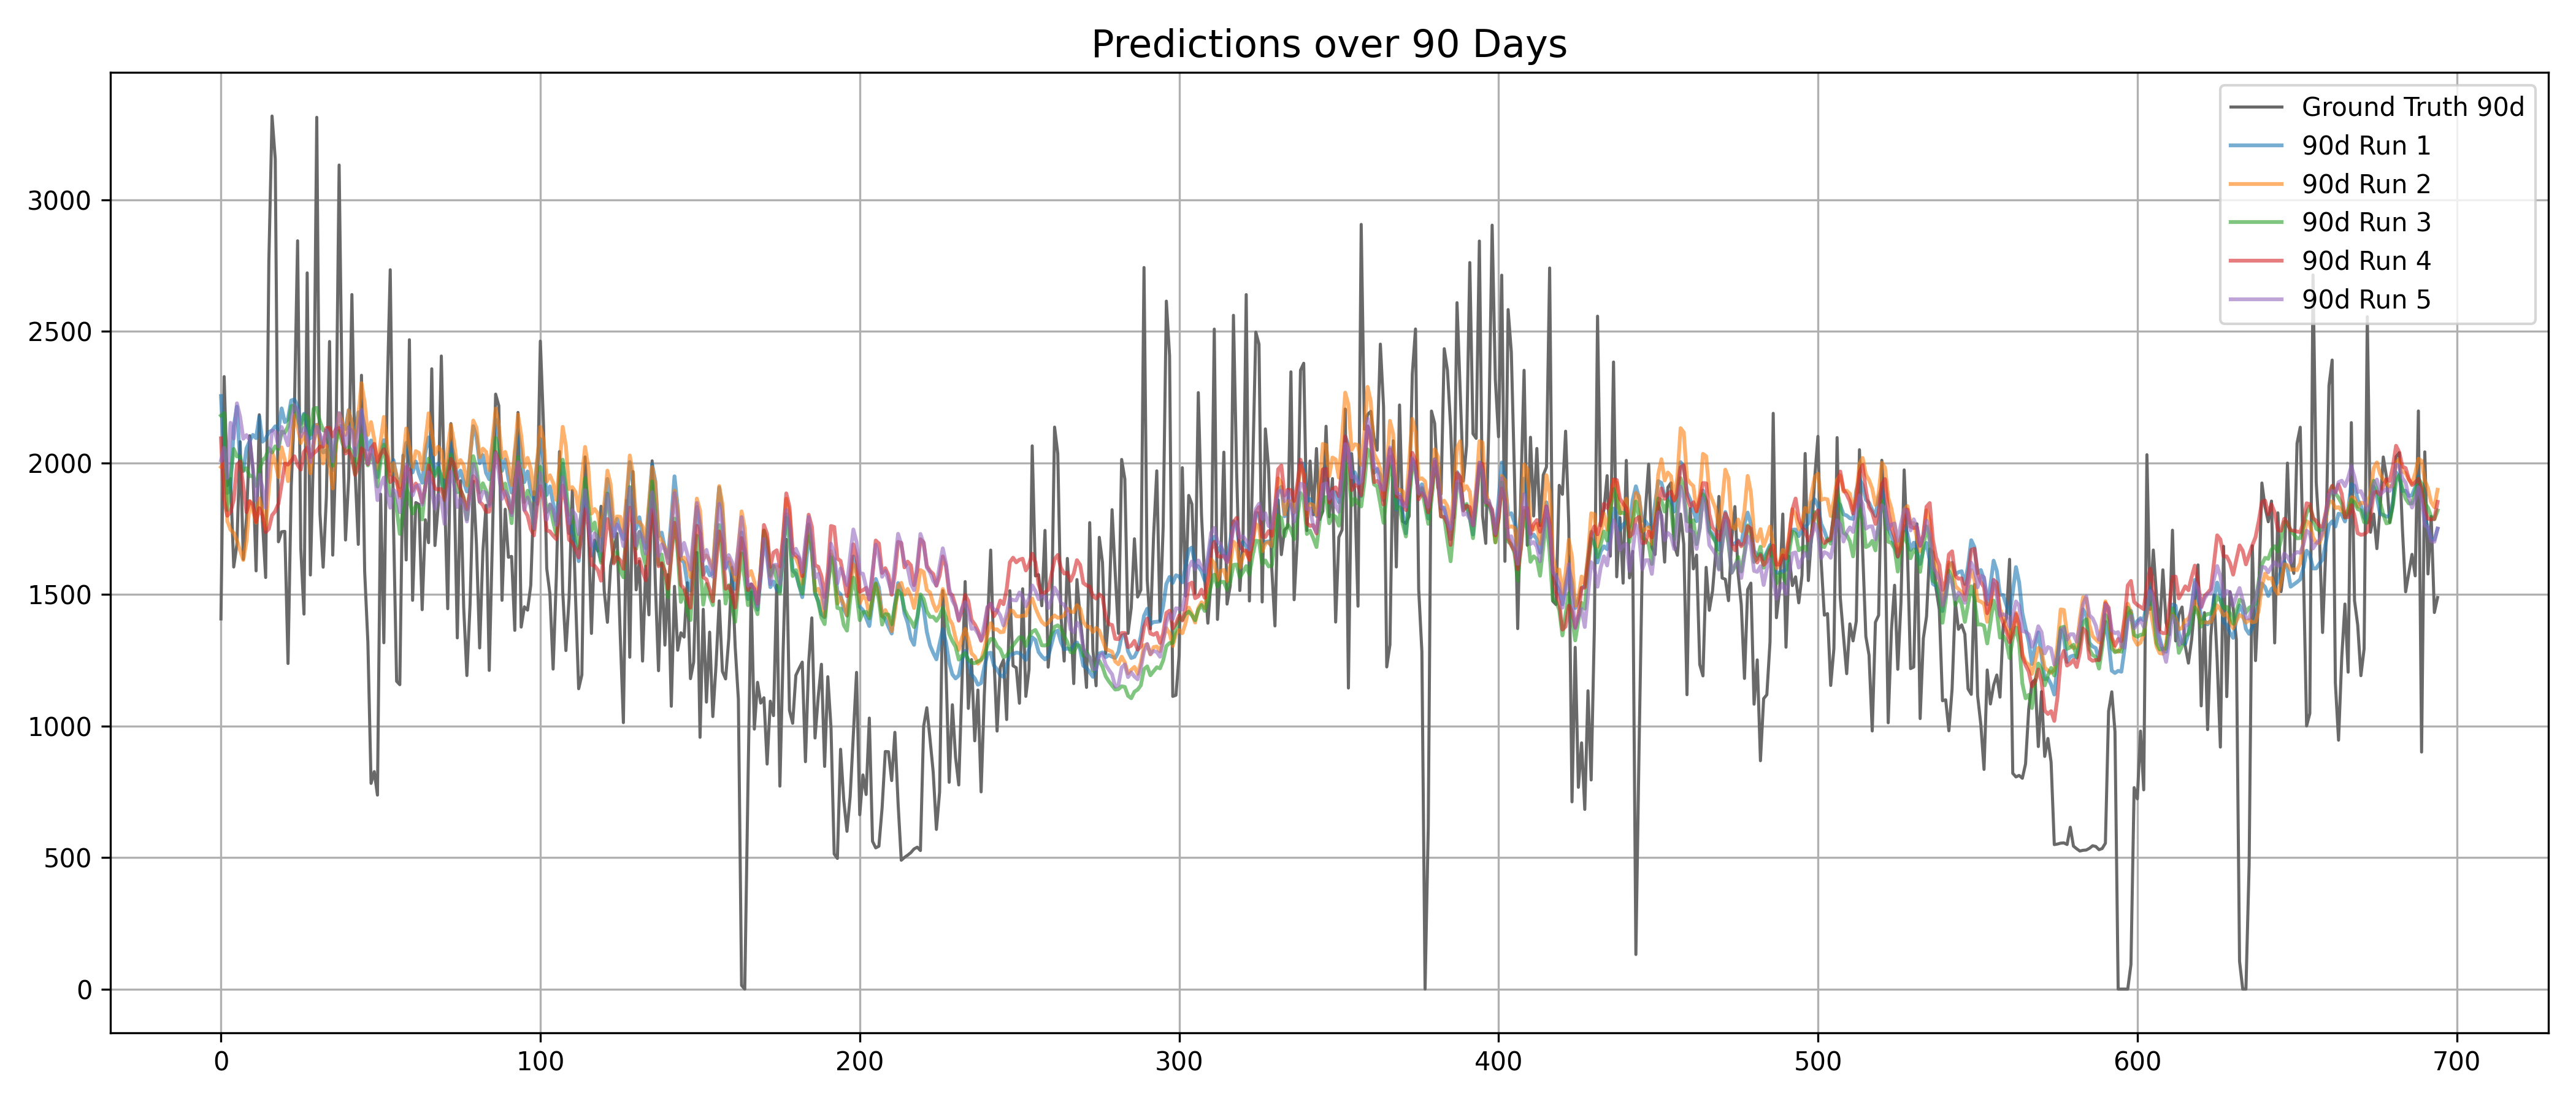 Predictions over 90 Days
Ground Truth 90d
90d Run 1
90d Run 2
90d Run 3
90d Run 4
90d Run 5
3000
2500
2000
1500
1000
500
0
0 100 200 300 400 500 600 700